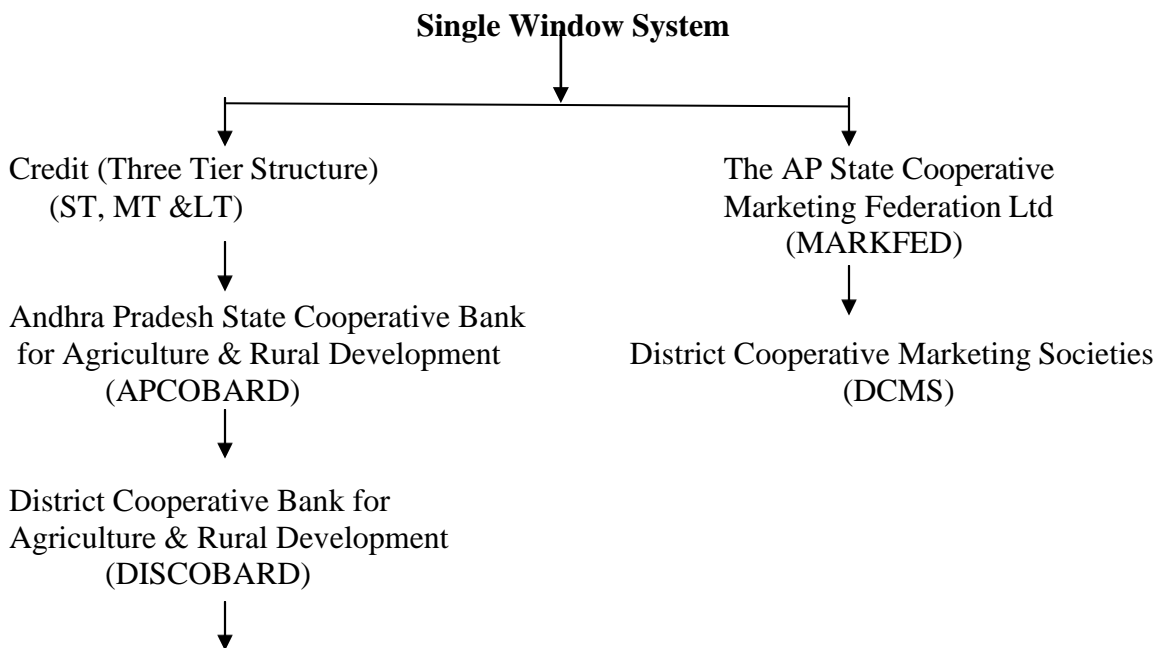 Single Window System
Credit (Three Tier Structure)
(ST, MT &LT)
The AP State Cooperative
Marketing Federation Ltd
(MARKFED)
Andhra Pradesh State Cooperative Bank
for Agriculture & Rural Development
(APCOBARD)
District Cooperative Marketing Societies
(DCMS)
District Cooperative Bank for
Agriculture & Rural Development
(DISCOBARD)